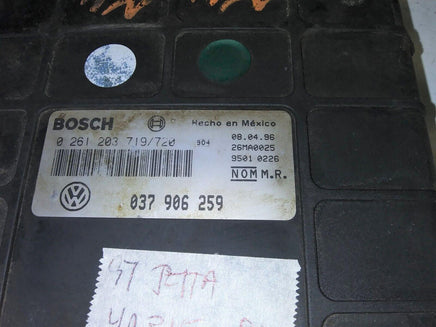 BOSCH Hecho en México
0 261 203 719/720 904 08.04.96
26MA0025
9501 0226
NOM M.R.
037 906 259
97 JETTA